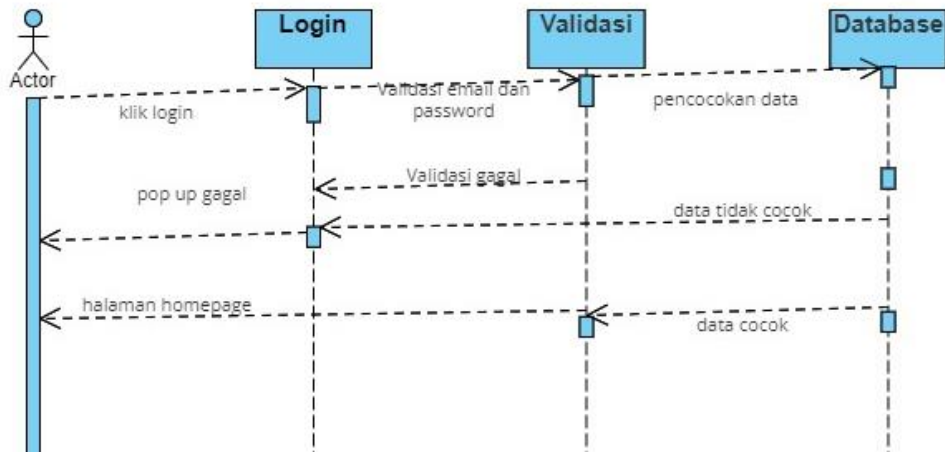 Login
Validasi
Database
Actor
klik login
Validasi email dan
password
pencocokan data
Validasi gagal
pop up gagal
data tidak cocok
halaman homepage
data cocok